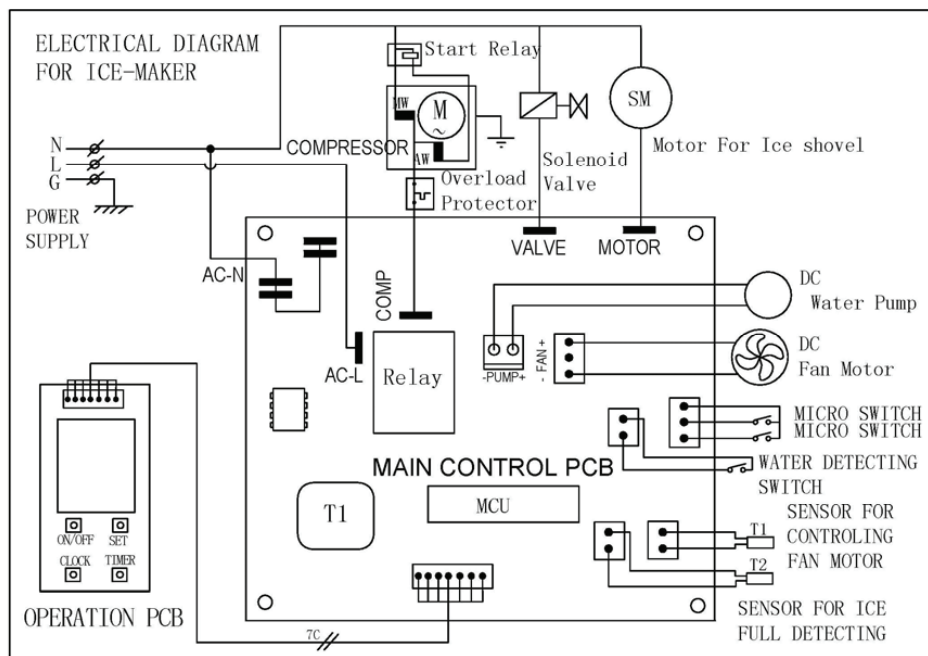 ELECTRICAL DIAGRAM
FOR ICE-MAKER
Start Relay
MW
M
~
SM
N
L
G
COMPRESSOR
AW
Solenoid
Valve
Motor For Ice shovel
Overload
Protector
POWER
SUPPLY
VALVE
MOTOR
AC-N
COMP
DC
Water Pump
AC-L
Relay
-PUMP+
- FAN +
DC
Fan Motor
MICRO SWITCH
MICRO SWITCH
MAIN CONTROL PCB
WATER DETECTING
SWITCH
T1
MCU
SENSOR FOR
CONTROLING
FAN MOTOR
T1
T2
ON/OFF
SET
CLOCK
TIMER
OPERATION PCB
7C
SENSOR FOR ICE
FULL DETECTING